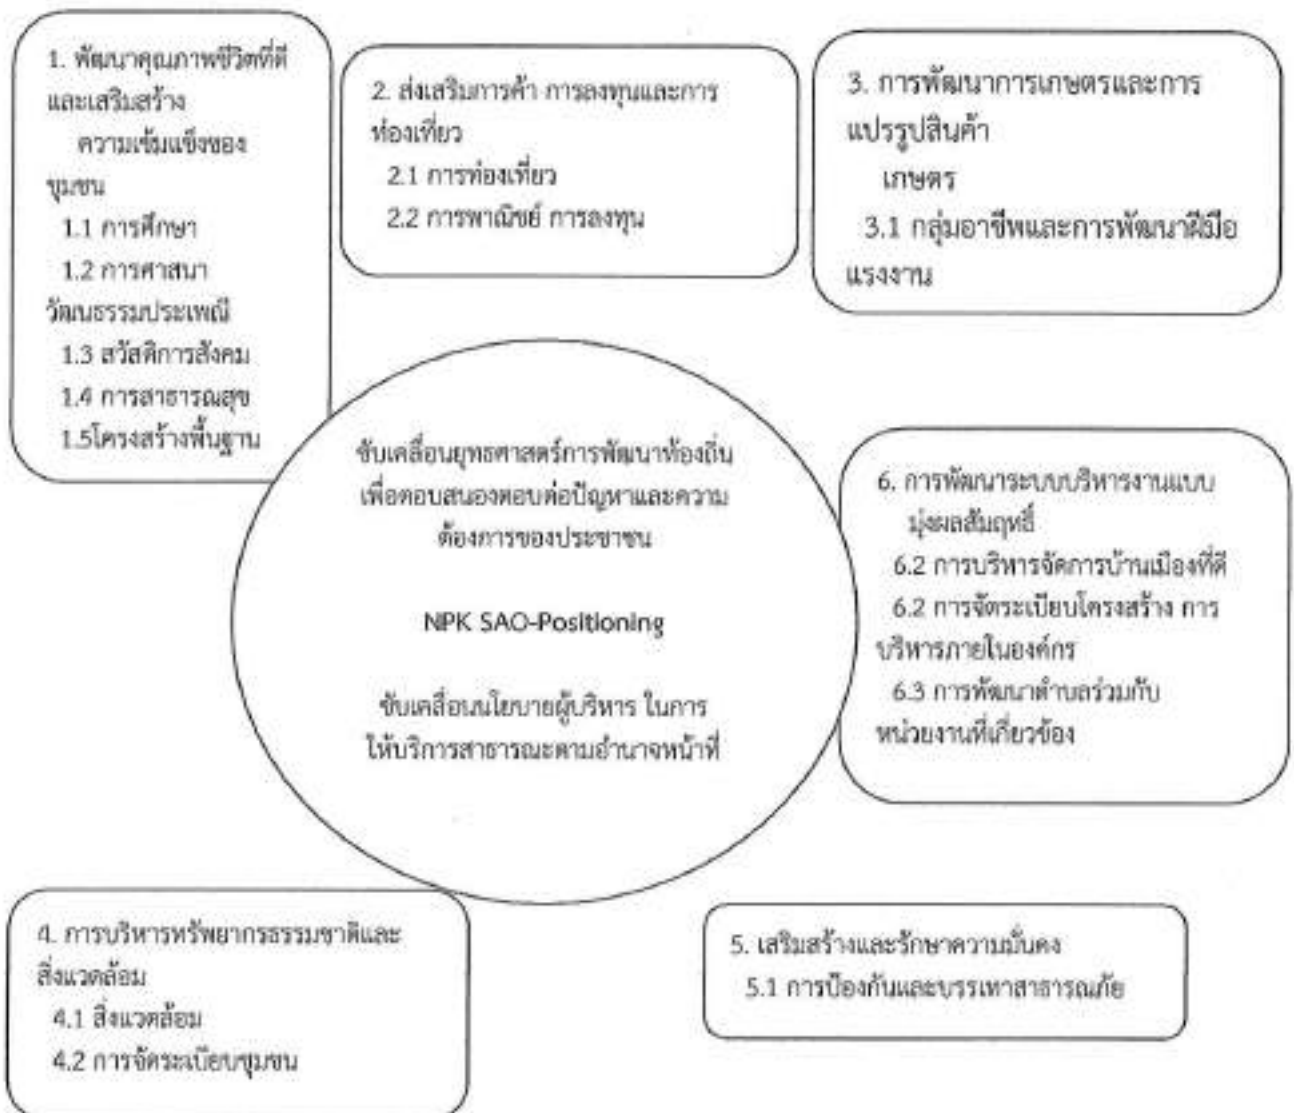 1. พัฒนาคุณภาพชีวิตที่ดี
และเสริมสร้าง
ความเข้มแข็งของ
ชุมชน
1.1 การศึกษา
1.2 การศาสนา
วัฒนธรรมประเพณี
1.3 สวัสดิการสังคม
1.4 การสาธารณสุข
1.5โครงสร้างพื้นฐาน
2. ส่งเสริมการค้า การลงทุนและการ
ท่องเที่ยว
2.1 การท่องเที่ยว
2.2 การพาณิชย์ การลงทุน
3. การพัฒนาการเกษตรและการ
แปรรูปสินค้า
เกษตร
3.1 กลุ่มอาชีพและการพัฒนาฝีมือ
แรงงาน
ขับเคลื่อนยุทธศาสตร์การพัฒนาท้องถิ่น
เพื่อตอบสนองตอบต่อปัญหาและความ
ต้องการของประชาชน
NPK SAO-Positioning
ขับเคลื่อนนโยบายผู้บริหาร ในการ
ให้บริการสาธารณะตามอำนาจหน้าที่
6. การพัฒนาระบบบริหารงานแบบ
มุ่งผลสัมฤทธิ์
6.2 การบริหารจัดการบ้านเมืองที่ดี
6.2 การจัดระเบียบโครงสร้าง การ
บริหารภายในองค์กร
6.3 การพัฒนาตำบลร่วมกับ
หน่วยงานที่เกี่ยวข้อง
4. การบริหารทรัพยากรธรรมชาติและ
สิ่งแวดล้อม
4.1 สิ่งแวดล้อม
4.2 การจัดระเบียบชุมชน
5. เสริมสร้างและรักษาความมั่นคง
5.1 การป้องกันและบรรเทาสาธารณภัย